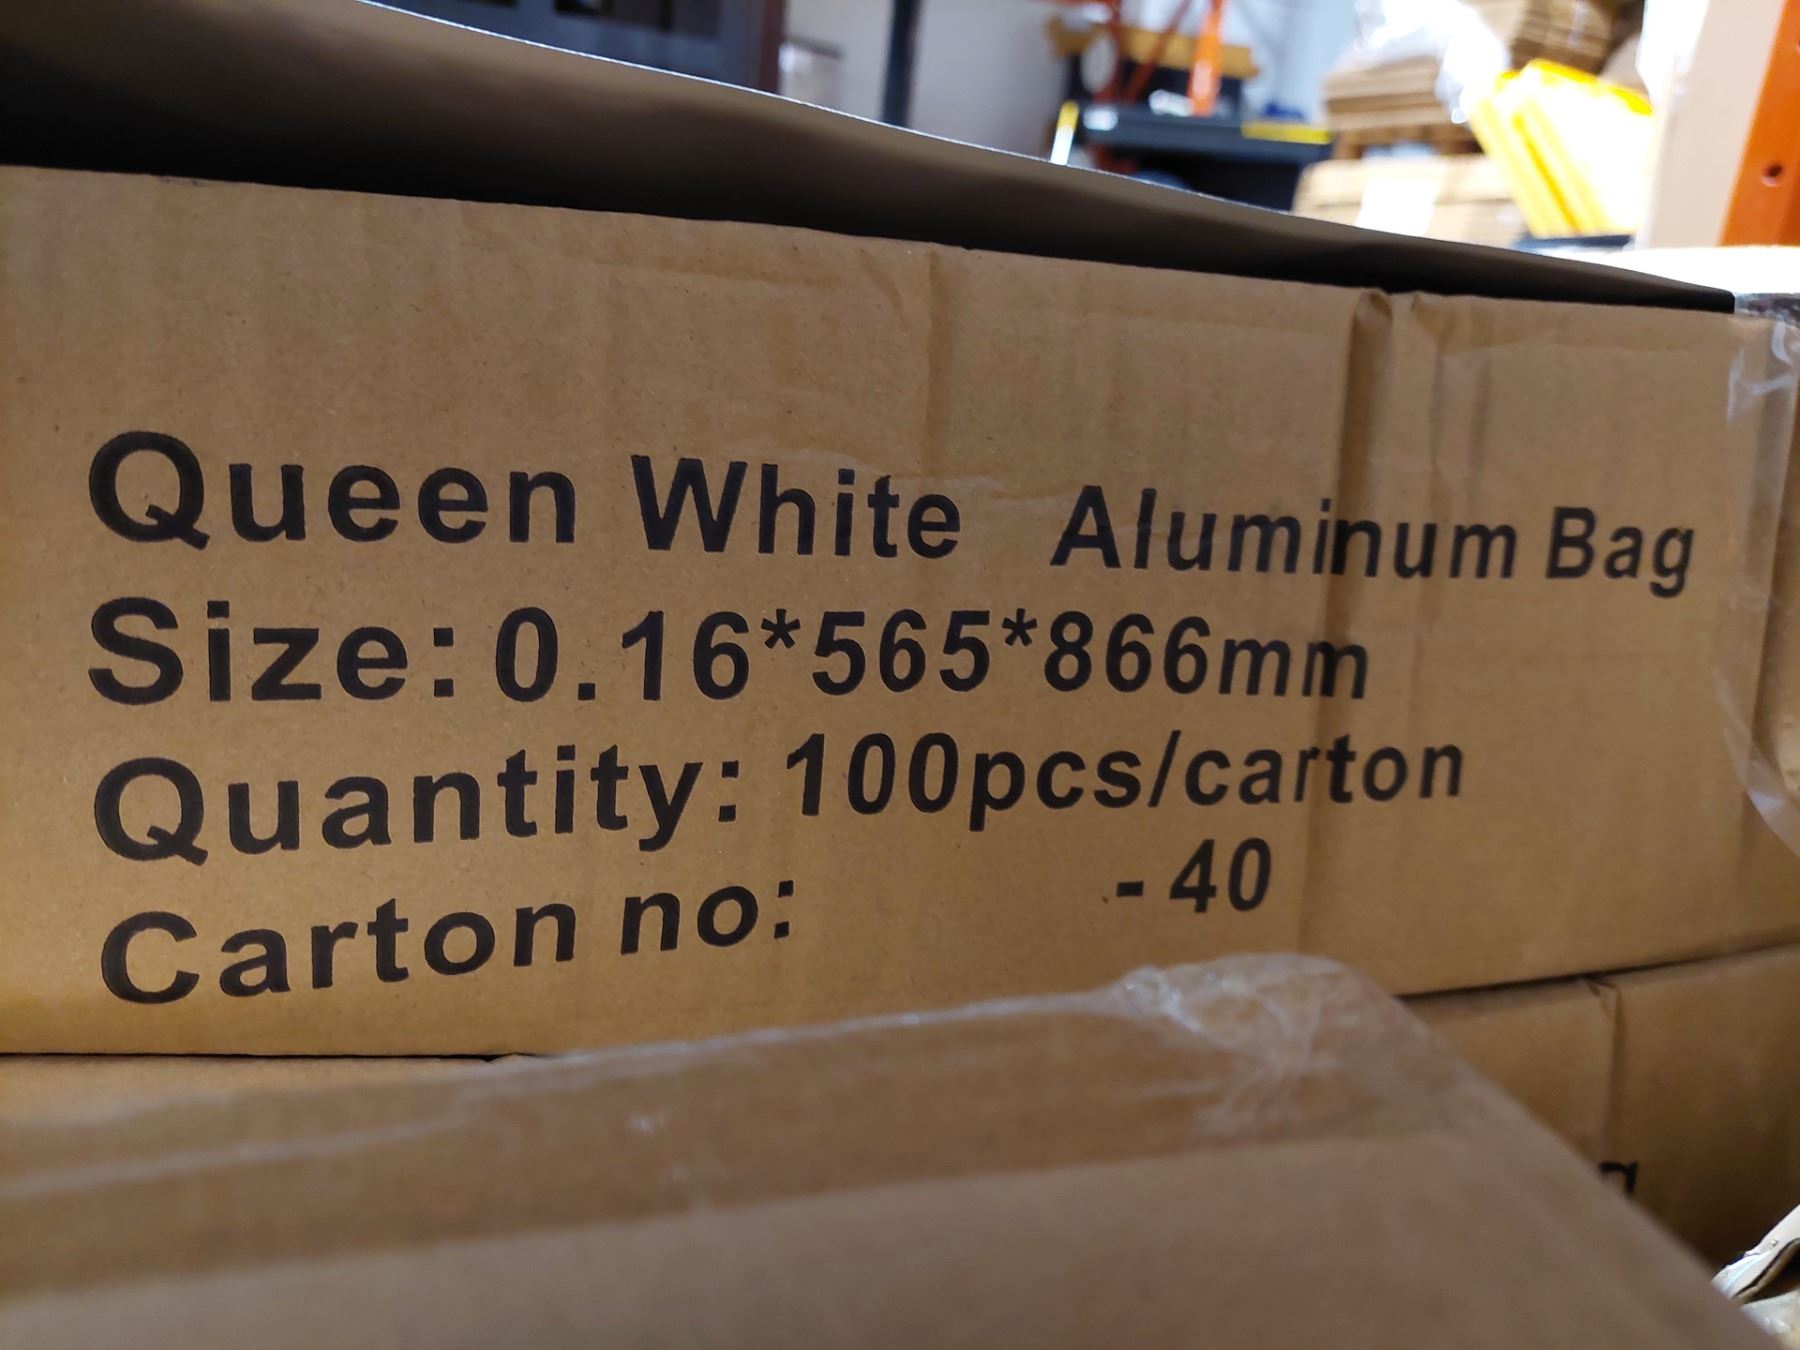 Queen White Aluminum Bag
Size: 0.16*565*866mm
Quantity: 100pcs/carton
Carton no: - 40